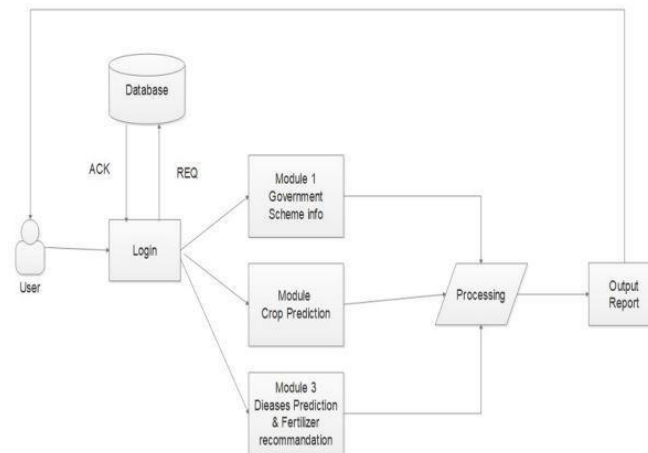 Database
ACK
REQ
Module 1
Government
Scheme info
User
Login
Module
Crop Prediction
Processing
Output
Report
Module 3
Dieases Prediction
& Fertilizer
recommandation